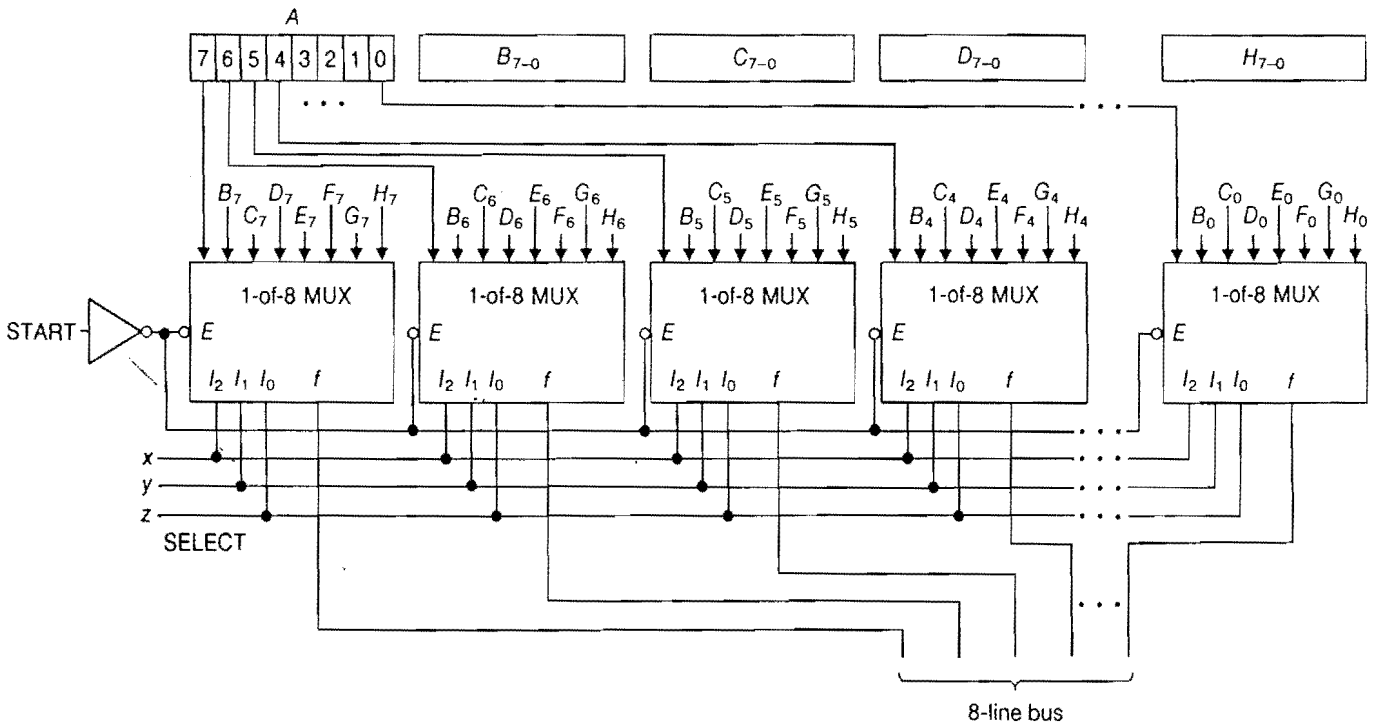 A
7 6 5 4 3 2 1 0 B₇₋₀ C₇₋₀ D₇₋₀ H₇₋₀
. . . . . .
B₇ D₇ F₇ H₇ C₆ E₆ G₆ C₅ E₅ G₅ C₄ E₄ G₄ C₀ E₀ G₀
C₇ E₇ G₇ B₆ D₆ F₆ H₆ B₅ D₅ F₅ H₅ B₄ D₄ F₄ H₄ B₀ D₀ F₀ H₀
1-of-8 MUX 1-of-8 MUX 1-of-8 MUX 1-of-8 MUX 1-of-8 MUX
START E E E E E
I₂ I₁ I₀ f I₂ I₁ I₀ f I₂ I₁ I₀ f I₂ I₁ I₀ f I₂ I₁ I₀ f
. . .
x . . .
y . . .
z . . .
SELECT
. . .
8-line bus